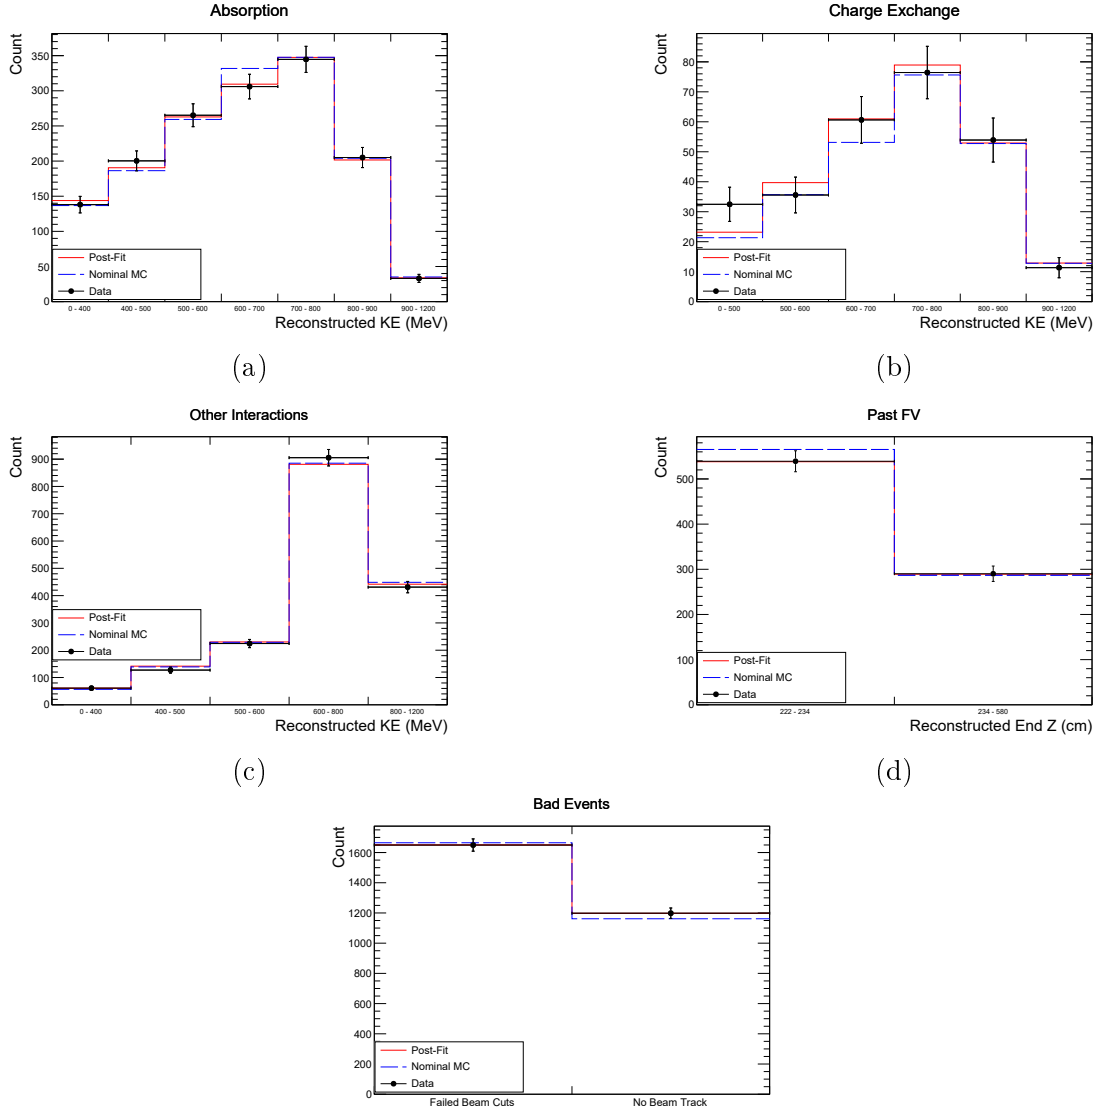 Absorption
Count
350
300
250
200
150
100
50
0
Post-Fit
Nominal MC
Data
0 - 400 400 - 500 500 - 600 600 - 700 700 - 800 800 - 900 900 - 1200
Reconstructed KE (MeV)
(a)
Charge Exchange
Count
80
70
60
50
40
30
20
10
0
Post-Fit
Nominal MC
Data
0 - 500 500 - 600 600 - 700 700 - 800 800 - 900 900 - 1200
Reconstructed KE (MeV)
(b)
Other Interactions
Count
900
800
700
600
500
400
300
200
100
0
Post-Fit
Nominal MC
Data
0 - 400 400 - 500 500 - 600 600 - 800 800 - 1200
Reconstructed KE (MeV)
(c)
Past FV
Count
500
400
300
200
100
0
Post-Fit
Nominal MC
Data
222 - 234 234 - 580
Reconstructed End Z (cm)
(d)
Bad Events
Count
1600
1400
1200
1000
800
600
400
200
0
Post-Fit
Nominal MC
Data
Failed Beam Cuts No Beam Track